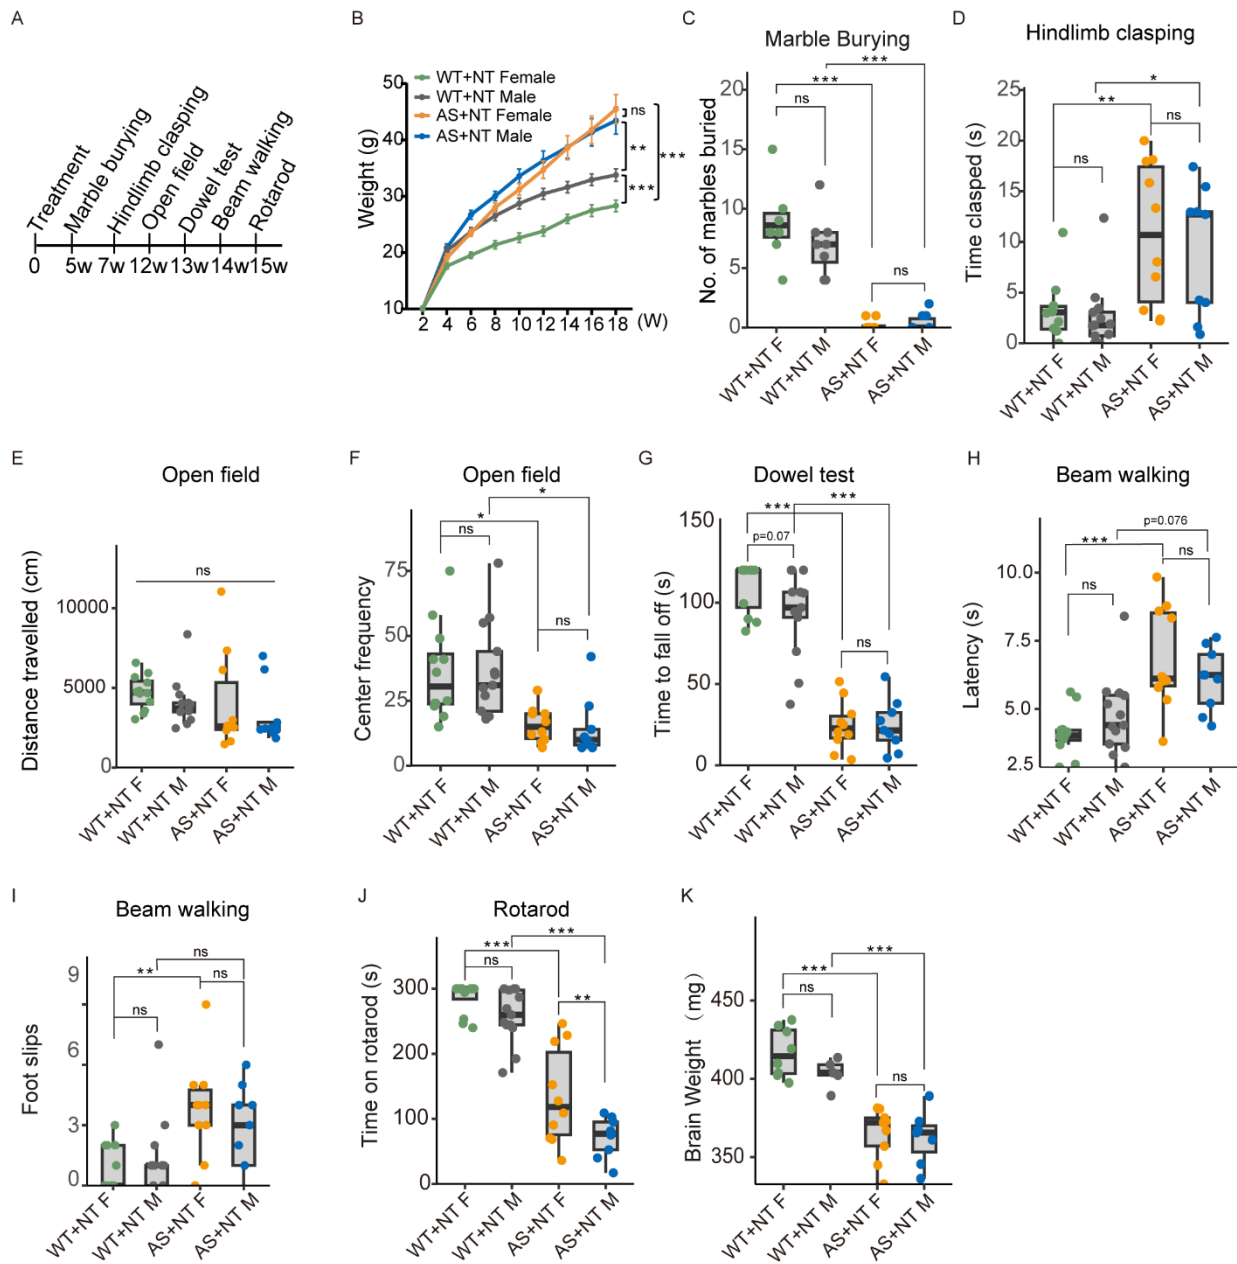 A
Treatment
Marble burying
Hindlimb clasping
Open field
Dowel test
Beam walking
Rotarod
0 5w 7w 12w 13w 14w 15w
B
WT+NT Female
WT+NT Male
AS+NT Female
AS+NT Male
Weight (g)
50
40
30
20
10
2 4 6 8 10 12 14 16 18 (W)
ns
**
***
***
C
Marble Burying
No. of marbles buried
20
15
10
5
0
***
***
ns
ns
WT+NT F
WT+NT M
AS+NT F
AS+NT M
D
Hindlimb clasping
Time clasped (s)
25
20
15
10
5
0
*
**
ns
ns
WT+NT F
WT+NT M
AS+NT F
AS+NT M
E
Open field
Distance travelled (cm)
10000
5000
0
ns
WT+NT F
WT+NT M
AS+NT F
AS+NT M
F
Open field
Center frequency
75
50
25
0
*
*
ns
ns
WT+NT F
WT+NT M
AS+NT F
AS+NT M
G
Dowel test
Time to fall off (s)
150
100
50
0
***
***
p=0.07
ns
WT+NT F
WT+NT M
AS+NT F
AS+NT M
H
Beam walking
Latency (s)
10.0
7.5
5.0
2.5
p=0.076
***
ns
ns
WT+NT F
WT+NT M
AS+NT F
AS+NT M
I
Beam walking
Foot slips
9
6
3
0
ns
**
ns
ns
WT+NT F
WT+NT M
AS+NT F
AS+NT M
J
Rotarod
Time on rotarod (s)
300
200
100
0
***
***
ns
**
WT+NT F
WT+NT M
AS+NT F
AS+NT M
K
Brain Weight (mg)
450
400
350
***
***
ns
ns
WT+NT F
WT+NT M
AS+NT F
AS+NT M